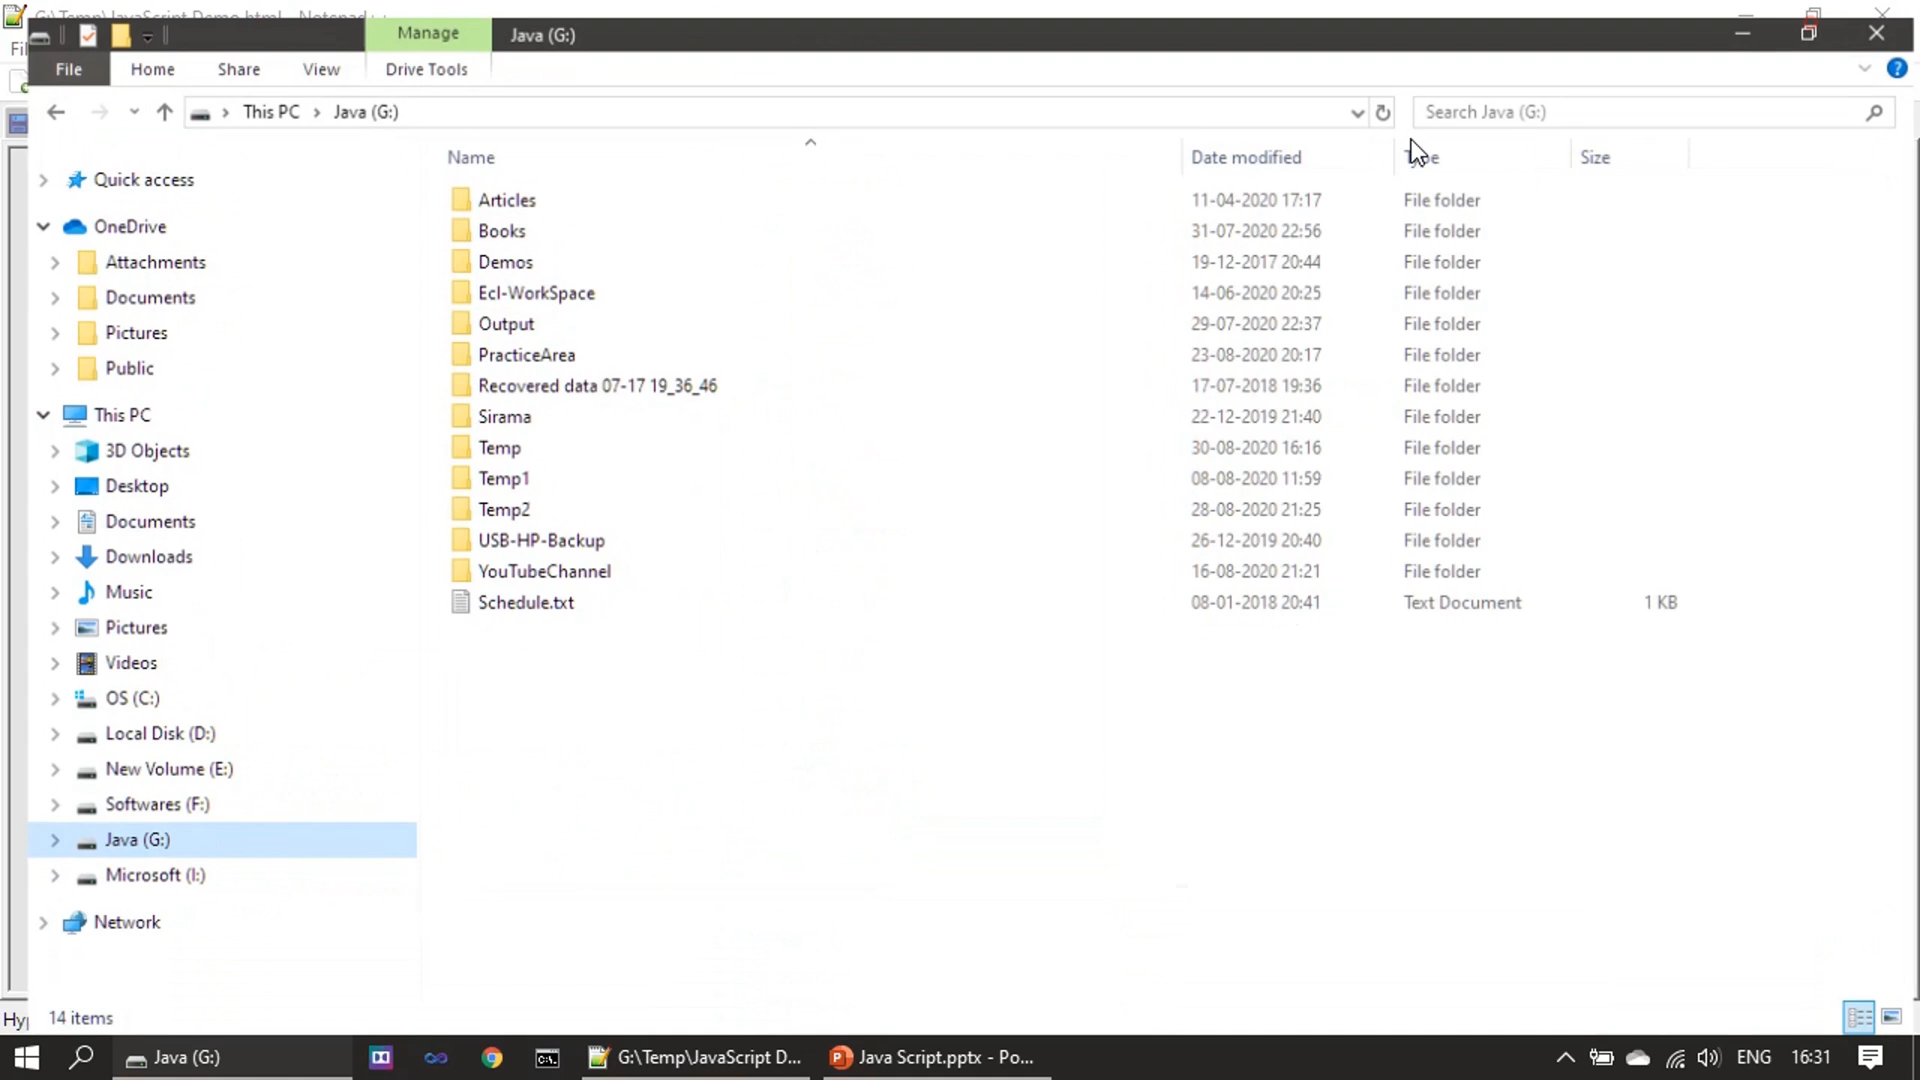 G:\Temp\JavaScript Demo.html - Notepad++
Manage
Java (G:)
File
Home
Share
View
Drive Tools
This PC
Java (G:)
Search Java (G:)
Name
Date modified
Type
Size
Quick access
OneDrive
Attachments
Documents
Pictures
Public
This PC
3D Objects
Desktop
Documents
Downloads
Music
Pictures
Videos
OS (C:)
Local Disk (D:)
New Volume (E:)
Softwares (F:)
Java (G:)
Microsoft (I:)
Network
Articles 11-04-2020 17:17 File folder
Books 31-07-2020 22:56 File folder
Demos 19-12-2017 20:44 File folder
Ecl-WorkSpace 14-06-2020 20:25 File folder
Output 29-07-2020 22:37 File folder
PracticeArea 23-08-2020 20:17 File folder
Recovered data 07-17 19_36_46 17-07-2018 19:36 File folder
Sirama 22-12-2019 21:40 File folder
Temp 30-08-2020 16:16 File folder
Temp1 08-08-2020 11:59 File folder
Temp2 28-08-2020 21:25 File folder
USB-HP-Backup 26-12-2019 20:40 File folder
YouTubeChannel 16-08-2020 21:21 File folder
Schedule.txt 08-01-2018 20:41 Text Document 1 KB
14 items
Java (G:)
G:\Temp\JavaScript D...
Java Script.pptx - Po...
ENG
16:31